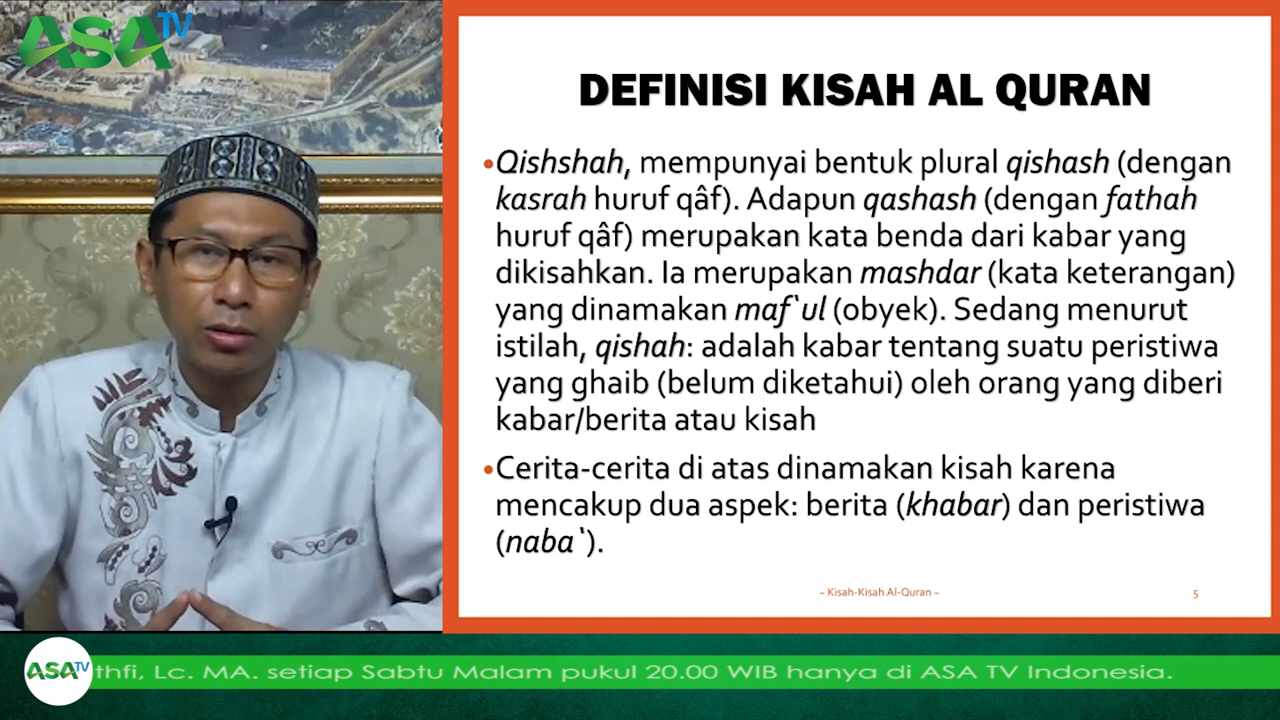 ASA TV
DEFINISI KISAH AL QURAN
•Qishshah, mempunyai bentuk plural qishash (dengan
kasrah huruf qâf). Adapun qashash (dengan fathah
huruf qâf) merupakan kata benda dari kabar yang
dikisahkan. Ia merupakan mashdar (kata keterangan)
yang dinamakan maf`ul (obyek). Sedang menurut
istilah, qishah: adalah kabar tentang suatu peristiwa
yang ghaib (belum diketahui) oleh orang yang diberi
kabar/berita atau kisah
•Cerita-cerita di atas dinamakan kisah karena
mencakup dua aspek: berita (khabar) dan peristiwa
(naba`).
~ Kisah-Kisah Al-Quran ~ 5
ASA TV
thfi, Lc. MA. setiap Sabtu Malam pukul 20.00 WIB hanya di ASA TV Indonesia.